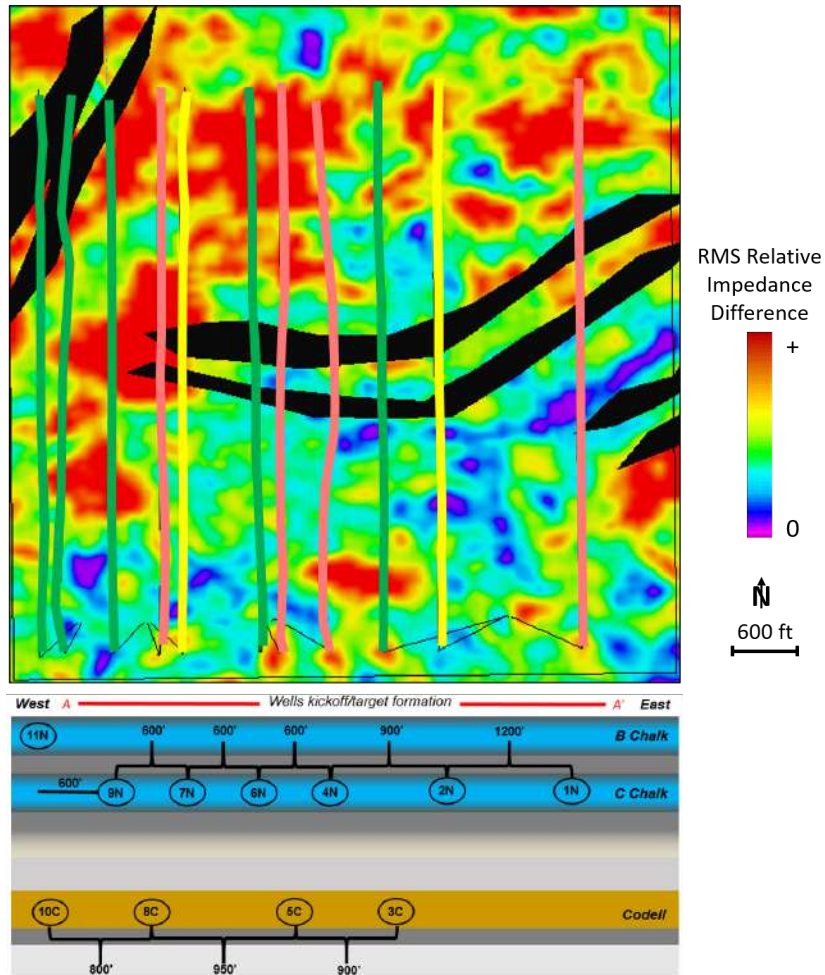 RMS Relative
Impedance
Difference
+
0
N
600 ft
West A Wells kickoff/target formation A' East
11N 600' 600' 600' 900' 1200' B Chalk
600' 9N 7N 6N 4N 2N 1N C Chalk
10C 8C 5C 3C Codell
800' 950' 900'